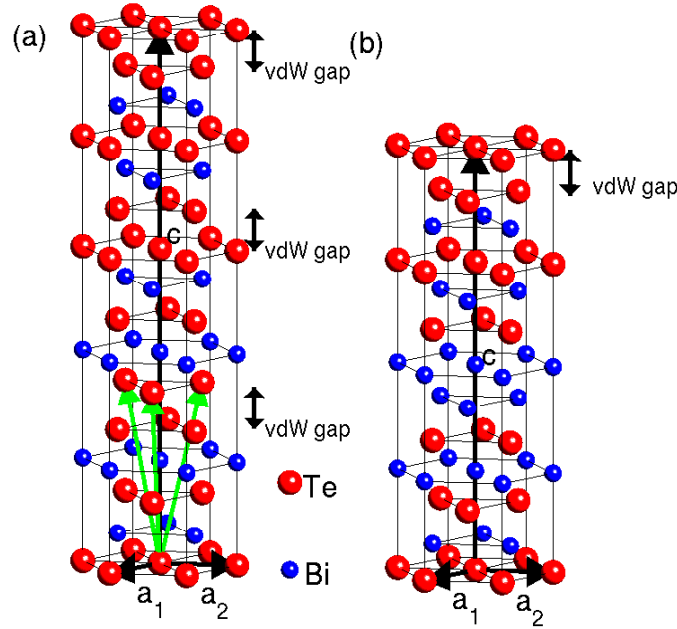 (a)
vdW gap
c
vdW gap
vdW gap
Te
Bi
a1 a2
(b)
vdW gap
c
a1 a2